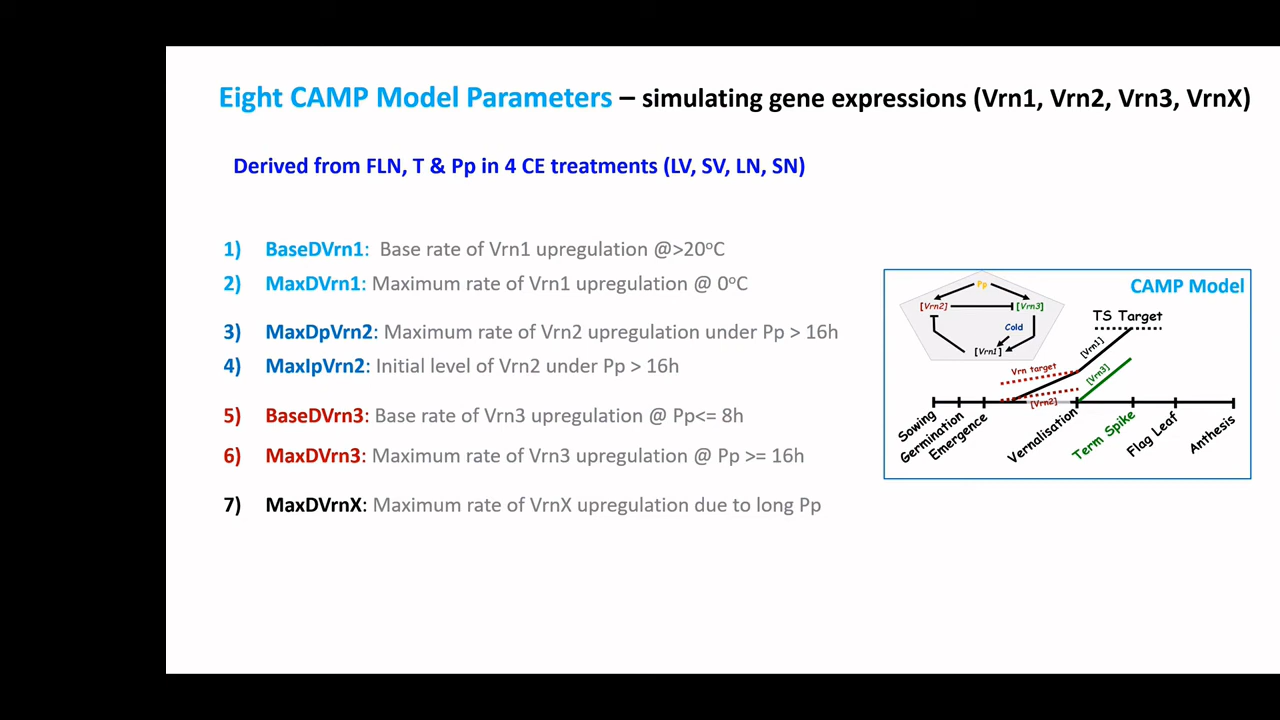 Eight CAMP Model Parameters – simulating gene expressions (Vrn1, Vrn2, Vrn3, VrnX)
Derived from FLN, T & Pp in 4 CE treatments (LV, SV, LN, SN)
1) BaseDVrn1: Base rate of Vrn1 upregulation @>20°C
2) MaxDVrn1: Maximum rate of Vrn1 upregulation @ 0°C
3) MaxDpVrn2: Maximum rate of Vrn2 upregulation under Pp > 16h
4) MaxIpVrn2: Initial level of Vrn2 under Pp > 16h
5) BaseDVrn3: Base rate of Vrn3 upregulation @ Pp<= 8h
6) MaxDVrn3: Maximum rate of Vrn3 upregulation @ Pp >= 16h
7) MaxDVrnX: Maximum rate of VrnX upregulation due to long Pp
CAMP Model
Pp
[Vrn2]
[Vrn3]
Cold
[Vrn1]
TS Target
[Vrn1]
Vrn target
[Vrn3]
[Vrn2]
Sowing
Germination
Emergence
Vernalisation
Term Spike
Flag Leaf
Anthesis